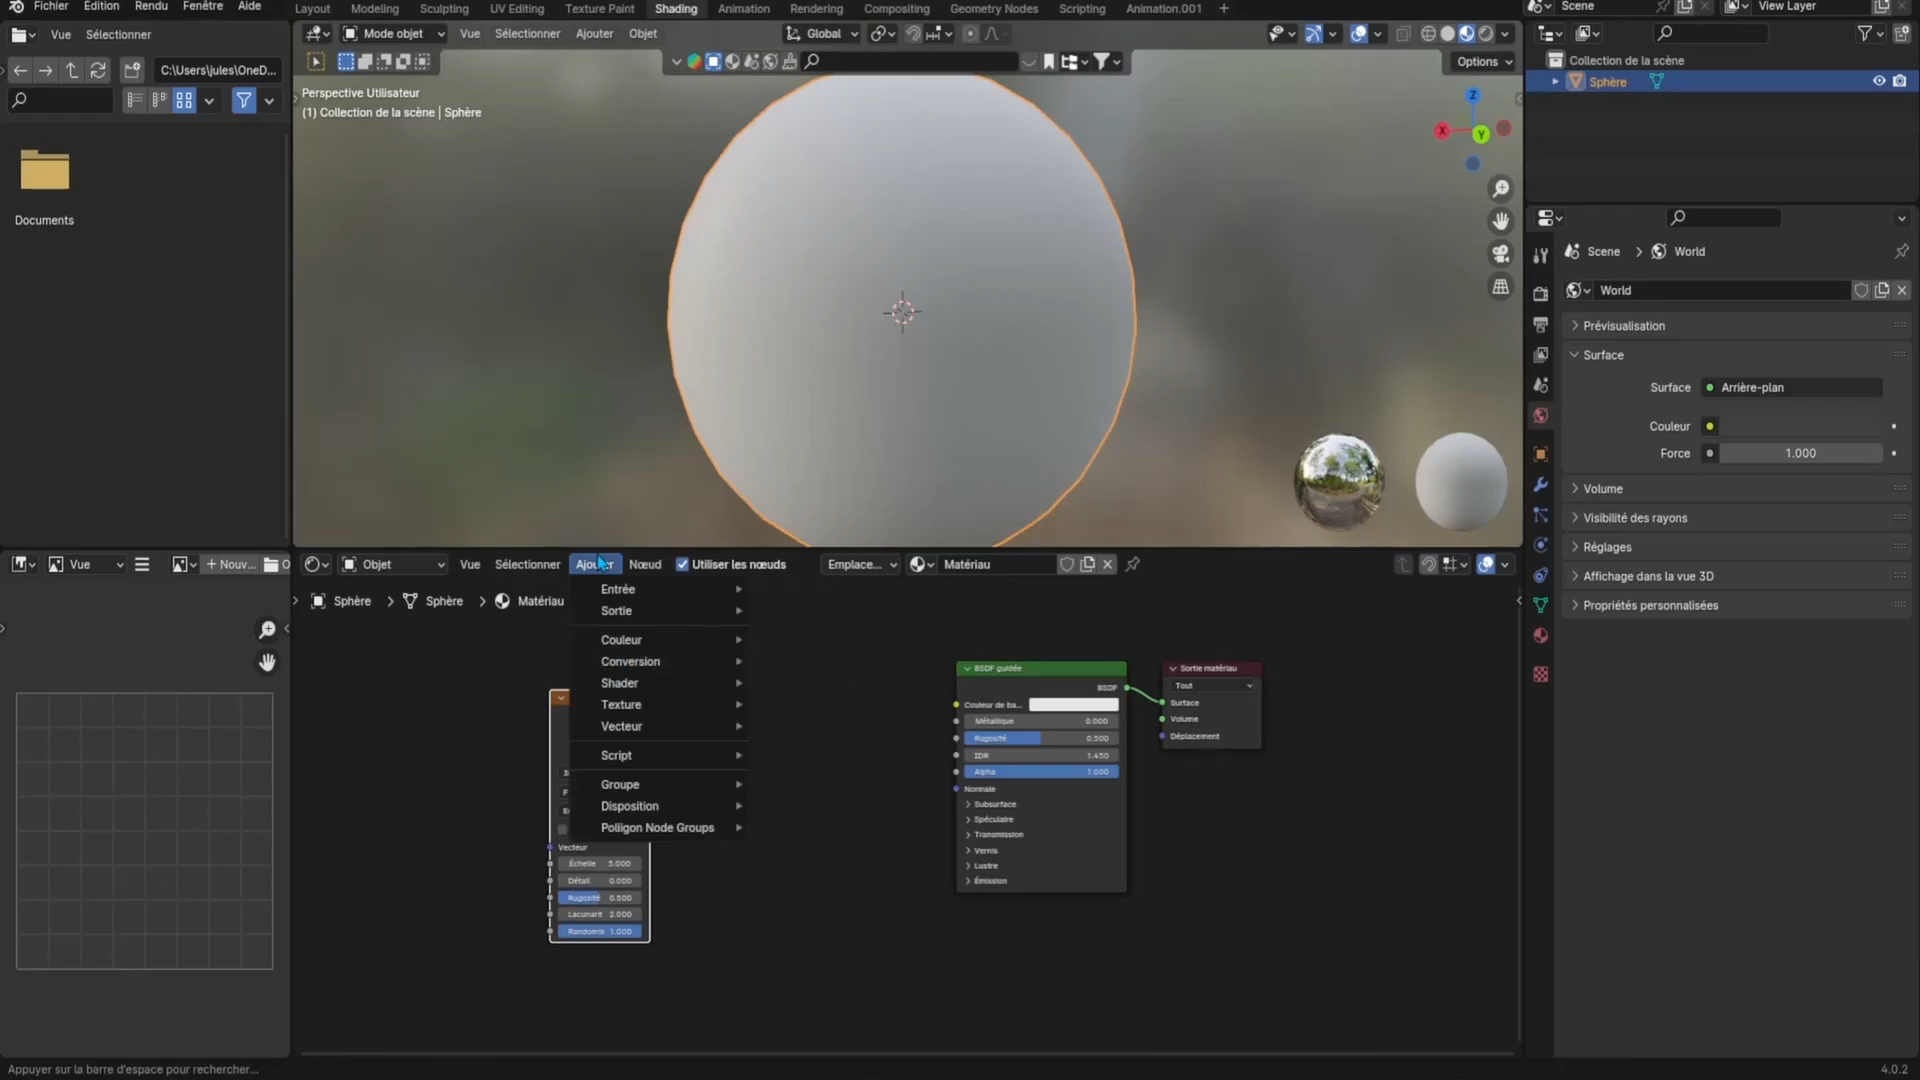 Fichier Édition Rendu Fenêtre Aide
Layout Modeling Sculpting UV Editing Texture Paint Shading Animation Rendering Compositing Geometry Nodes Scripting Animation.001 +
Scene View Layer
Vue Sélectionner
Mode objet Vue Sélectionner Ajouter Objet
Global
C:\Users\jules\OneD...
Options
Perspective Utilisateur
(1) Collection de la scène | Sphère
Z
X
Y
Documents
Collection de la scène
Sphère
Scene > World
World
Prévisualisation
Surface
Surface Arrière-plan
Couleur
Force 1.000
Volume
Visibilité des rayons
Réglages
Affichage dans la vue 3D
Propriétés personnalisées
Vue + Nouv...
Objet Vue Sélectionner Ajouter Nœud Utiliser les nœuds Emplace... Matériau
Sphère > Sphère > Matériau
Entrée
Sortie
Couleur
Conversion
Shader
Texture
Vecteur
Script
Groupe
Disposition
Poliigon Node Groups
Vecteur
Échelle 5.000
Détail 0.000
Rugosité 0.500
Lacunarit 2.000
Randomis 1.000
BSDF guidée
BSDF
Couleur de ba...
Métallique 0.000
Rugosité 0.500
IDR 1.450
Alpha 1.000
Normale
Subsurface
Spéculaire
Transmission
Vernis
Lustre
Émission
Sortie matériau
Tout
Surface
Volume
Déplacement
Appuyer sur la barre d'espace pour rechercher...
4.0.2